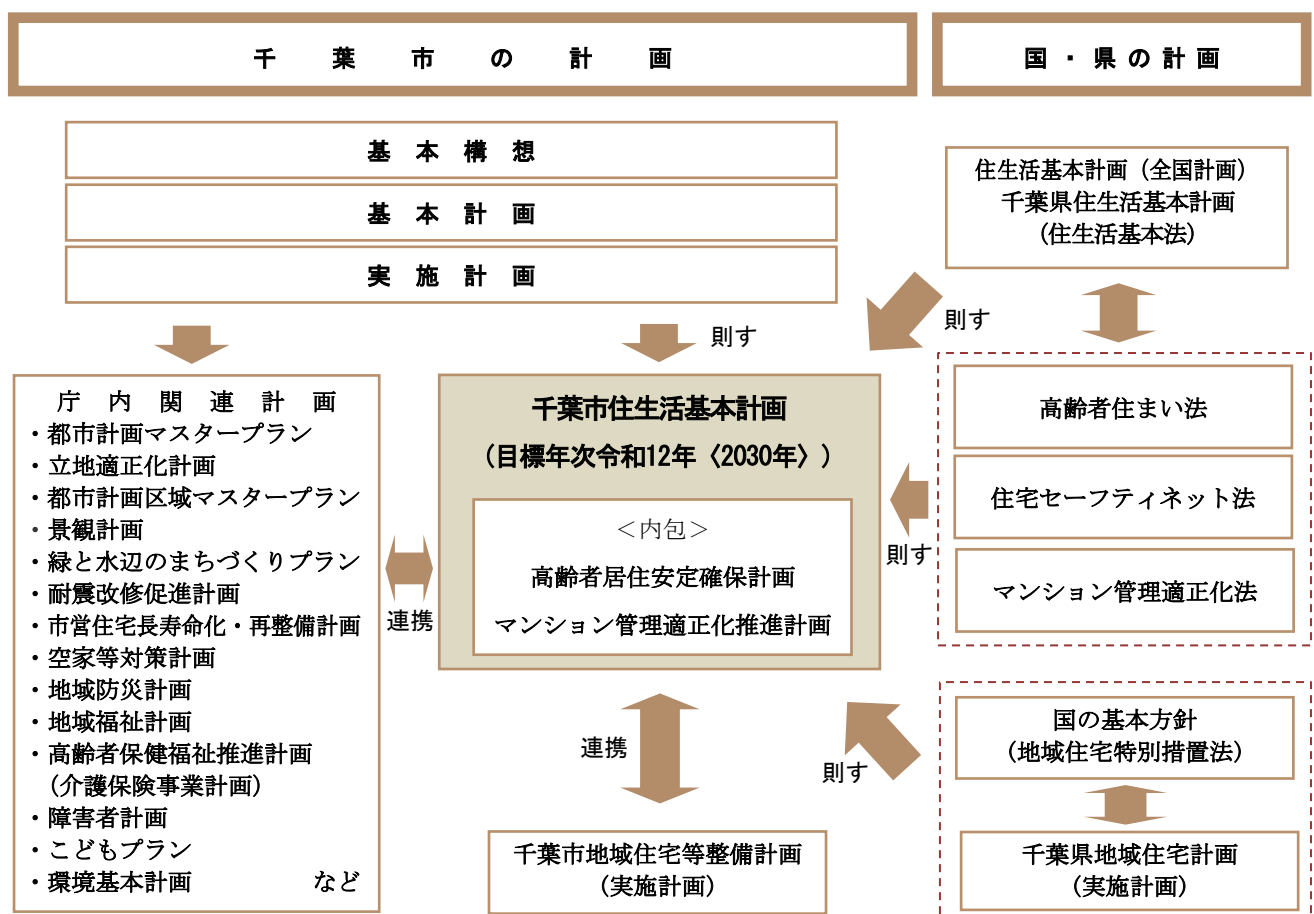 千葉市の計画
国・県の計画
基本構想
基本計画
実施計画
住生活基本計画（全国計画）
千葉県住生活基本計画
（住生活基本法）
則す
則す
庁内関連計画
・都市計画マスタープラン
・立地適正化計画
・都市計画区域マスタープラン
・景観計画
・緑と水辺のまちづくりプラン
・耐震改修促進計画
・市営住宅長寿命化・再整備計画
・空家等対策計画
・地域防災計画
・地域福祉計画
・高齢者保健福祉推進計画
（介護保険事業計画）
・障害者計画
・こどもプラン
・環境基本計画　など
連携
千葉市住生活基本計画
（目標年次令和12年〈2030年〉）
＜内包＞
高齢者居住安定確保計画
マンション管理適正化推進計画
則す
高齢者住まい法
住宅セーフティネット法
マンション管理適正化法
連携
則す
千葉市地域住宅等整備計画
（実施計画）
国の基本方針
（地域住宅特別措置法）
千葉県地域住宅計画
（実施計画）